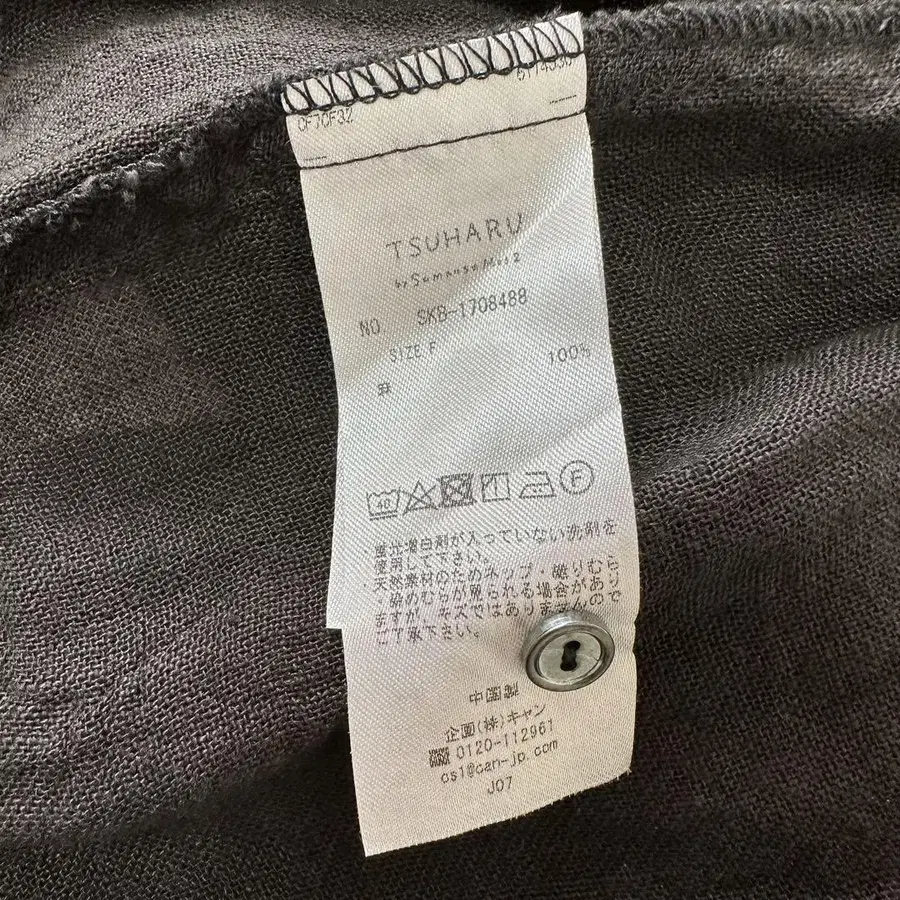 CF70F32
TSUHARU
by Samansa Mos2
NO. SKB-1708488
SIZE F
麻 100%
40
F
蛍光増白剤が入っていない洗剤を
使用して下さい。
天然素材のためネップ・織りむら
・染めむらが見られる場合があり
ますが、キズではありませんので
ご了承下さい。
中国製
企画(株)キャン
0120-112961
cs1@can-jp.com
J07